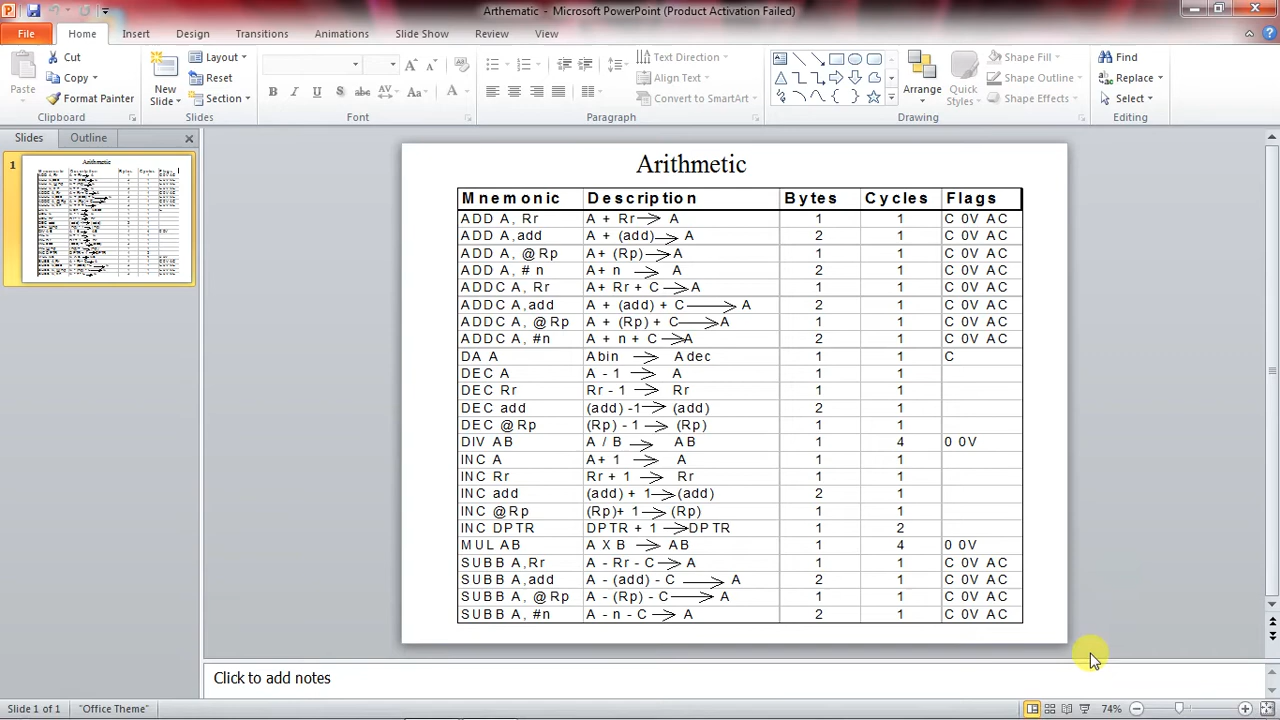 Arthematic - Microsoft PowerPoint (Product Activation Failed)
File Home Insert Design Transitions Animations Slide Show Review View
Paste
Cut
Copy
Format Painter
Clipboard
New Slide
Layout
Reset
Section
Slides
Font
Text Direction
Align Text
Convert to SmartArt
Paragraph
Arrange
Quick Styles
Shape Fill
Shape Outline
Shape Effects
Drawing
Find
Replace
Select
Editing
Slides Outline
1
Arithmetic
Mnemonic Description Bytes Cycles Flags
ADD A, Rr A + Rr → A 1 1 C 0V AC
ADD A,add A + (add) → A 2 1 C 0V AC
ADD A, @Rp A+ (Rp) → A 1 1 C 0V AC
ADD A, # n A+ n → A 2 1 C 0V AC
ADDC A, Rr A+ Rr + C → A 1 1 C 0V AC
ADDC A,add A + (add) + C → A 2 1 C 0V AC
ADDC A, @Rp A + (Rp) + C → A 1 1 C 0V AC
ADDC A, #n A + n + C → A 2 1 C 0V AC
DA A Abin → Adec 1 1 C
DEC A A - 1 → A 1 1
DEC Rr Rr - 1 → Rr 1 1
DEC add (add) -1 → (add) 2 1
DEC @Rp (Rp) - 1 → (Rp) 1 1
DIV AB A / B → AB 1 4 0 0V
INC A A+ 1 → A 1 1
INC Rr Rr + 1 → Rr 1 1
INC add (add) + 1 → (add) 2 1
INC @Rp (Rp)+ 1 → (Rp) 1 1
INC DPTR DPTR + 1 → DPTR 1 2
MUL AB A X B → AB 1 4 0 0V
SUBB A,Rr A - Rr - C → A 1 1 C 0V AC
SUBB A,add A - (add) - C → A 2 1 C 0V AC
SUBB A, @Rp A - (Rp) - C → A 1 1 C 0V AC
SUBB A, #n A - n - C → A 2 1 C 0V AC
Click to add notes
Slide 1 of 1 "Office Theme" 74%